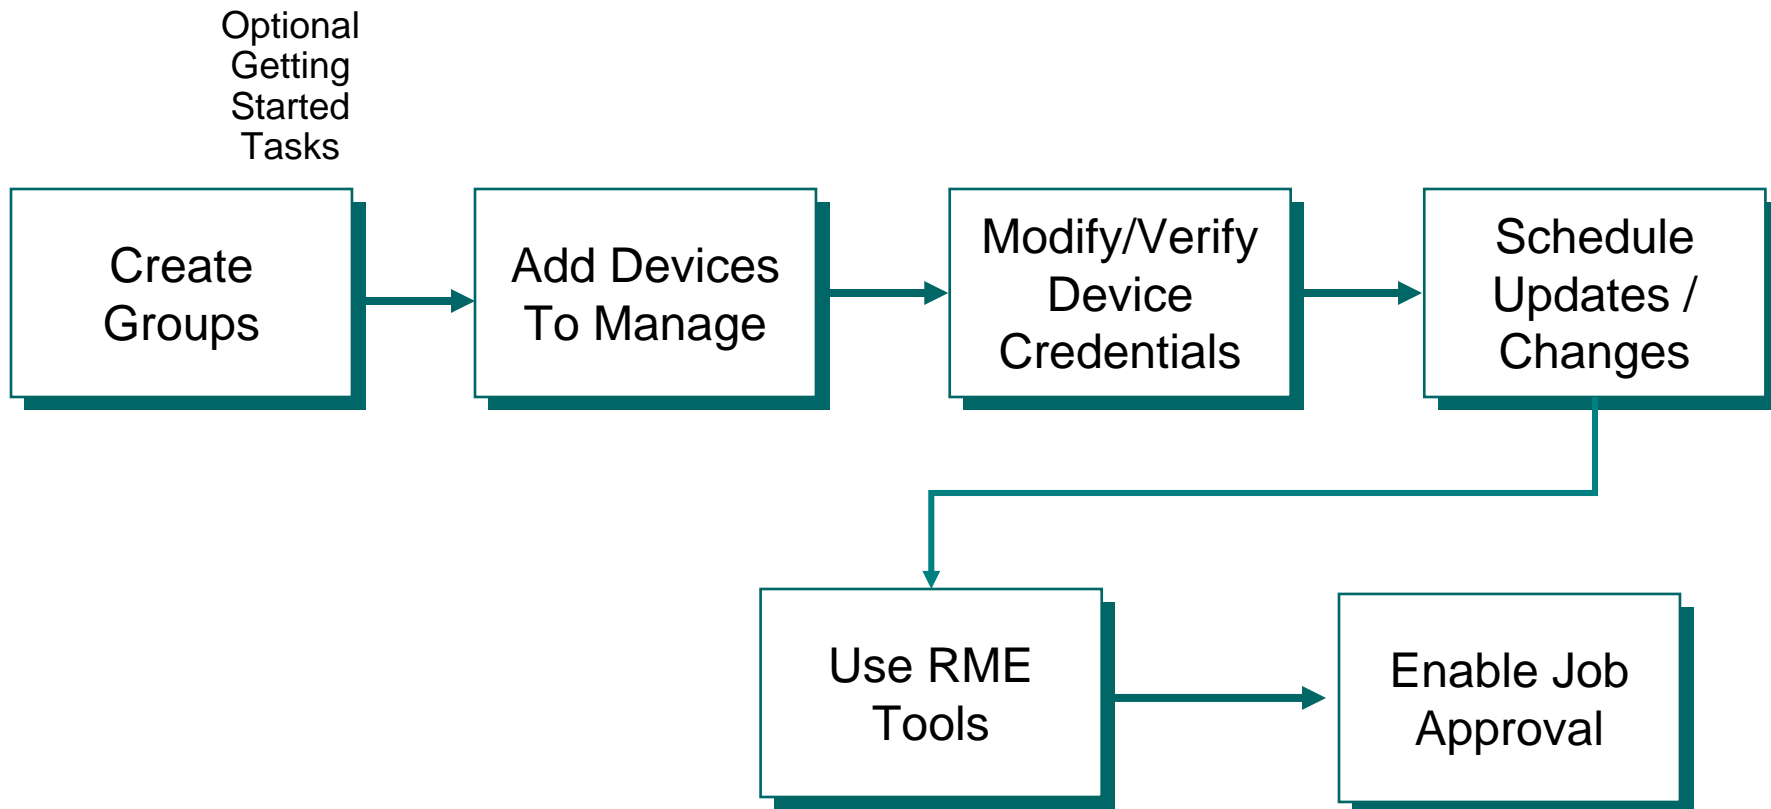 Optional
Getting
Started
Tasks
Create
Groups
Add Devices
To Manage
Modify/Verify
Device
Credentials
Schedule
Updates /
Changes
Use RME
Tools
Enable Job
Approval